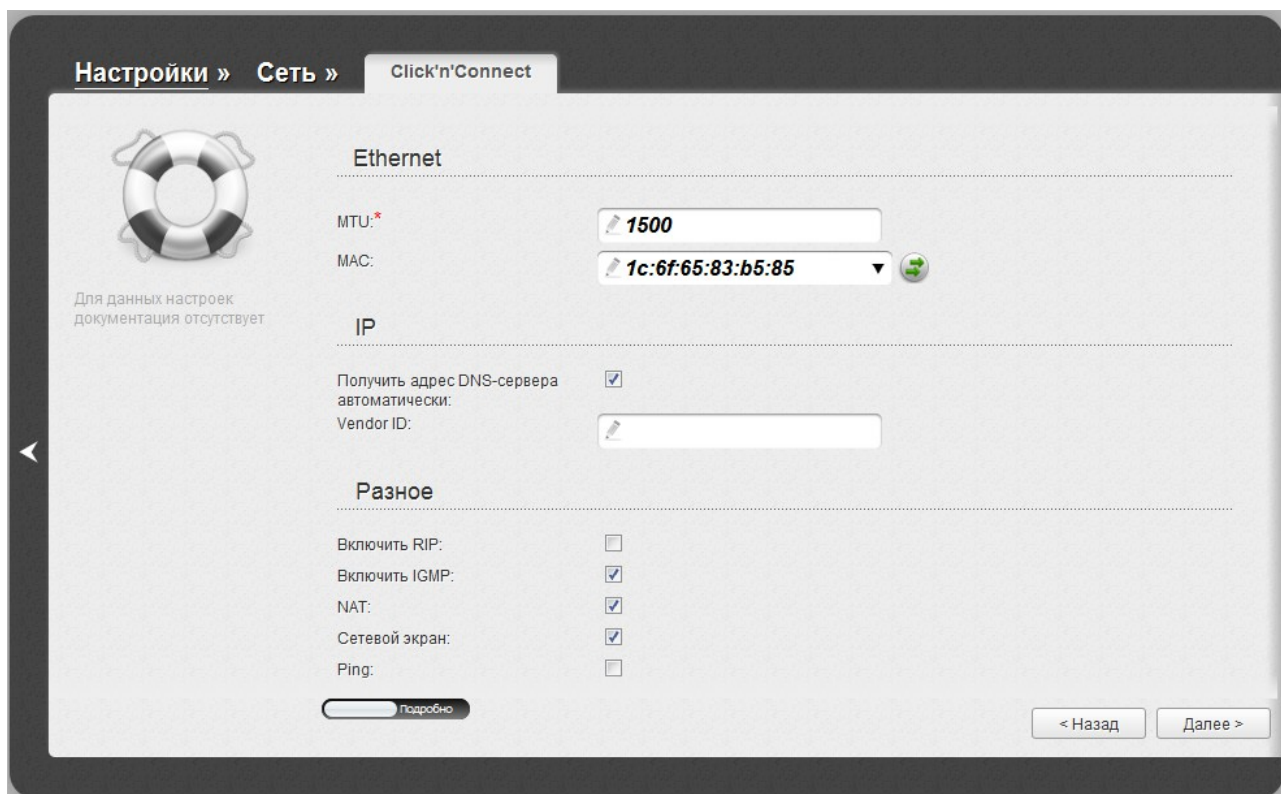 Настройки » Сеть » Click'n'Connect
Для данных настроек
документация отсутствует
Ethernet
MTU:* 1500
MAC: 1c:6f:65:83:b5:85
IP
Получить адрес DNS-сервера
автоматически:
Vendor ID:
Разное
Включить RIP:
Включить IGMP:
NAT:
Сетевой экран:
Ping:
Подробно
< Назад Далее >